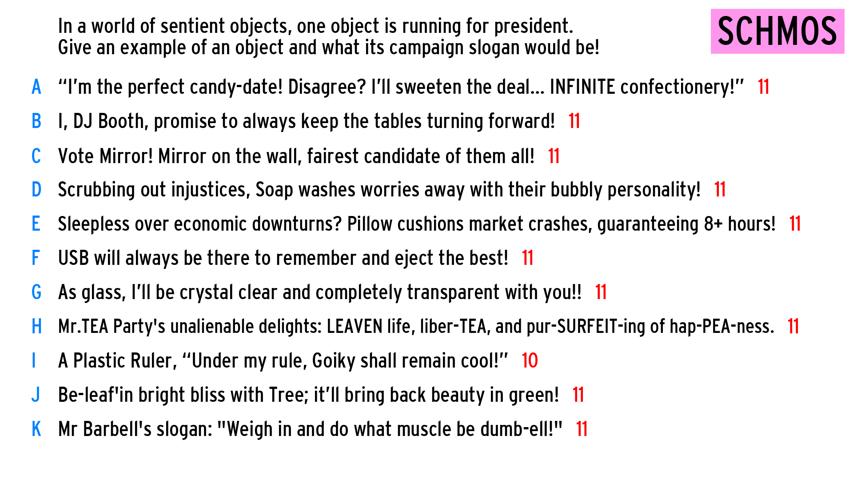 In a world of sentient objects, one object is running for president.
Give an example of an object and what its campaign slogan would be!
SCHMOS
A “I’m the perfect candy-date! Disagree? I’ll sweeten the deal... INFINITE confectionery!” 11
B I, DJ Booth, promise to always keep the tables turning forward! 11
C Vote Mirror! Mirror on the wall, fairest candidate of them all! 11
D Scrubbing out injustices, Soap washes worries away with their bubbly personality! 11
E Sleepless over economic downturns? Pillow cushions market crashes, guaranteeing 8+ hours! 11
F USB will always be there to remember and eject the best! 11
G As glass, I’ll be crystal clear and completely transparent with you!! 11
H Mr.TEA Party's unalienable delights: LEAVEN life, liber-TEA, and pur-SURFEIT-ing of hap-PEA-ness. 11
I A Plastic Ruler, “Under my rule, Goiky shall remain cool!” 10
J Be-leaf'in bright bliss with Tree; it’ll bring back beauty in green! 11
K Mr Barbell's slogan: "Weigh in and do what muscle be dumb-ell!" 11